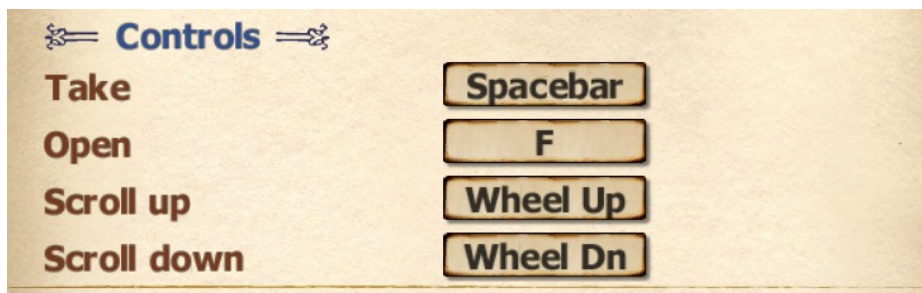 Controls
Take Spacebar
Open F
Scroll up Wheel Up
Scroll down Wheel Dn